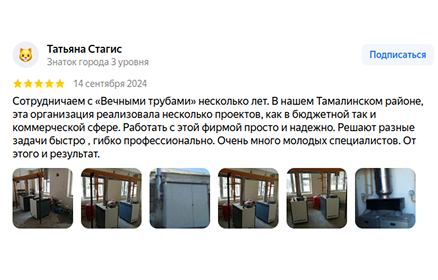 Татьяна Стагис
Знаток города 3 уровня
Подписаться
14 сентября 2024
Сотрудничаем с «Вечными трубами» несколько лет. В нашем Тамалинском районе,
эта организация реализовала несколько проектов, как в бюджетной так и
коммерческой сфере. Работать с этой фирмой просто и надежно. Решают разные
задачи быстро , гибко профессионально. Очень много молодых специалистов. От
этого и результат.